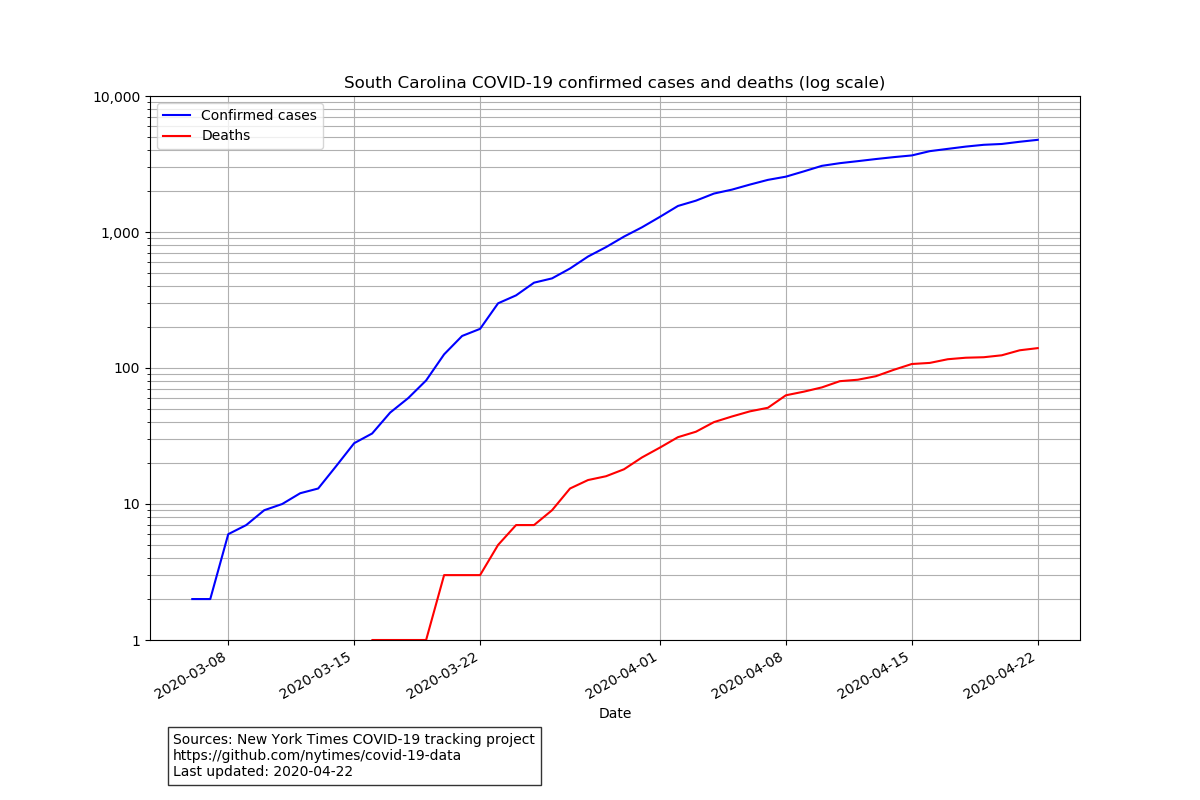 South Carolina COVID-19 confirmed cases and deaths (log scale)
10,000
Confirmed cases
Deaths
1,000
100
10
1
2020-03-08
2020-03-15
2020-03-22
2020-04-01
2020-04-08
2020-04-15
2020-04-22
Date
Sources: New York Times COVID-19 tracking project
https://github.com/nytimes/covid-19-data
Last updated: 2020-04-22